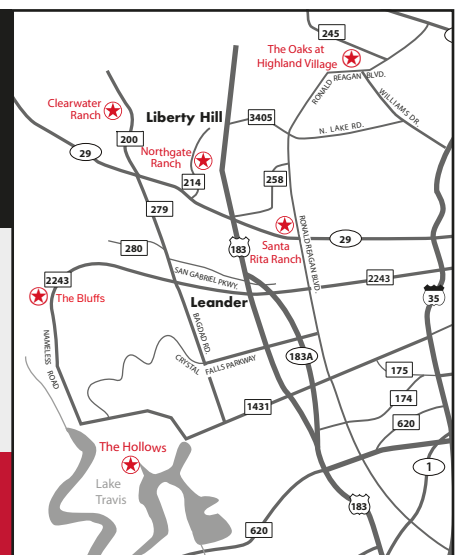 245
The Oaks at
Highland Village
RONALD REAGAN BLVD.
WILLIAMS DR
Clearwater
Ranch
Liberty Hill
3405
N. LAKE RD.
200
29
Northgate
Ranch
214
258
279
Santa
Rita Ranch
29
183
280
RONALD REAGAN BLVD.
SAN GABRIEL PKWY.
2243
2243
The Bluffs
Leander
35
BAGDAD RD.
NAMELESS ROAD
CRYSTAL FALLS PARKWAY
183A
175
174
1431
620
The Hollows
1
Lake
Travis
183
620